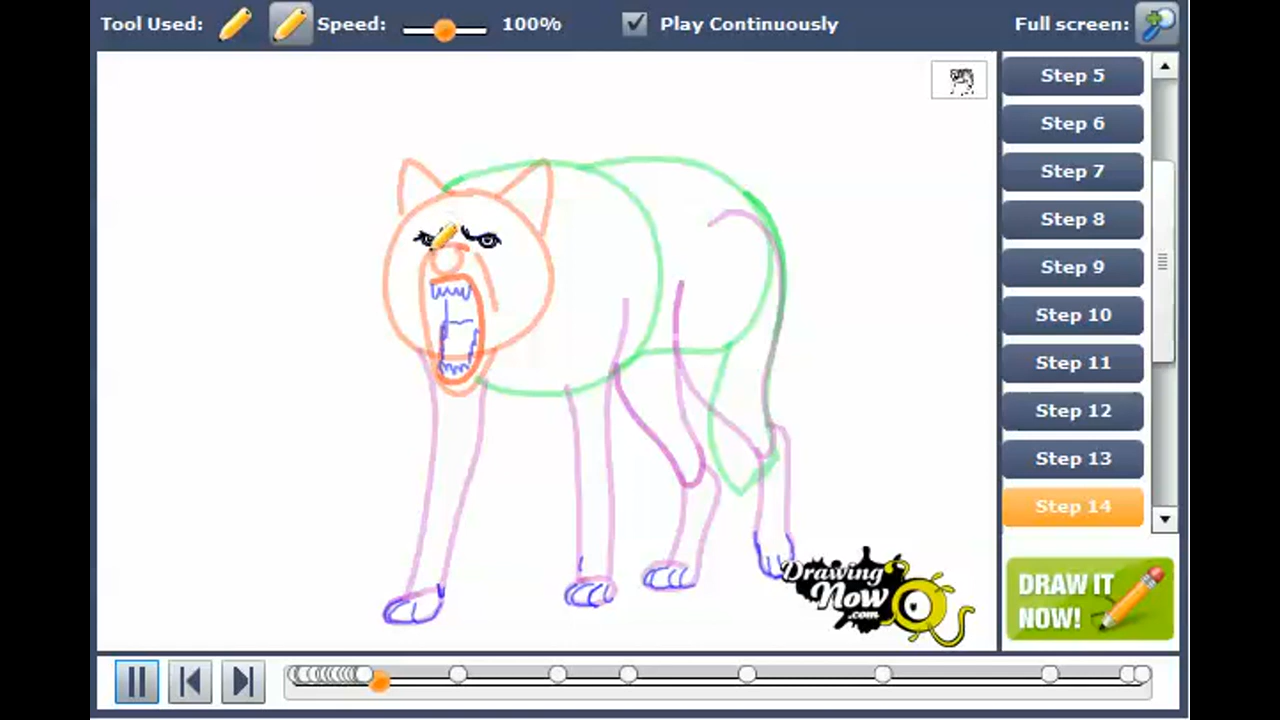 Tool Used:
Speed:
100%
Play Continuously
Full screen:
Step 5
Step 6
Step 7
Step 8
Step 9
Step 10
Step 11
Step 12
Step 13
Step 14
Drawing
Now
.com
DRAW IT
NOW!